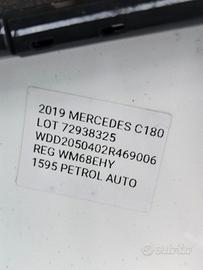 2019 MERCEDES C180
LOT 72938325
WDD2050402R469006
REG WM68EHY
1595 PETROL AUTO
subito